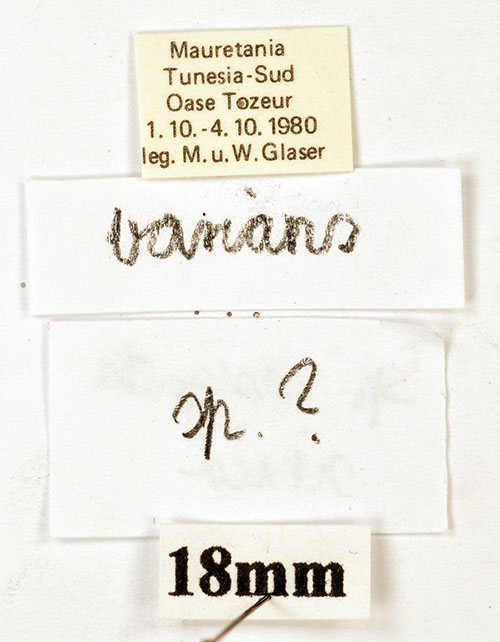 Mauretania
Tunesia-Sud
Oase Tozeur
1. 10. - 4. 10. 1980
leg. M. u. W. Glaser
varians
sp. ?
18mm